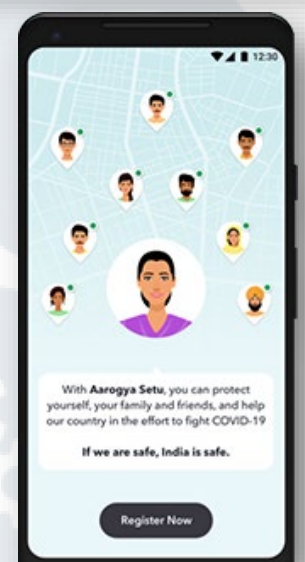 12:30
With Aarogya Setu, you can protect
yourself, your family and friends, and help
our country in the effort to fight COVID-19
If we are safe, India is safe.
Register Now